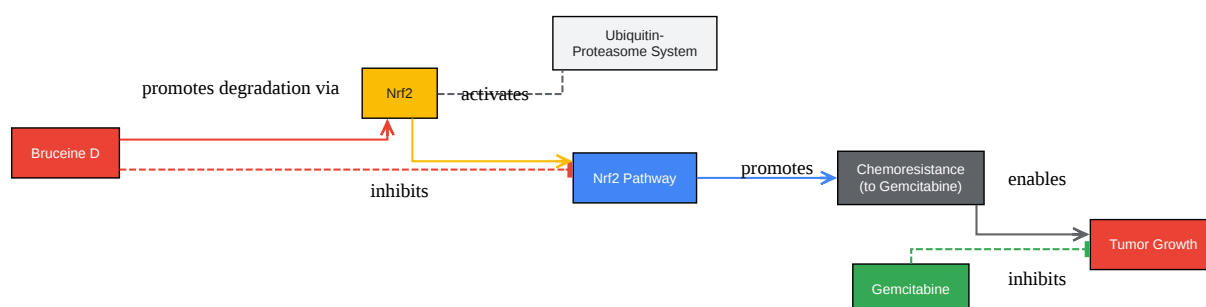 Ubiquitin-
Proteasome System
promotes degradation via
Nrf2
activates
Bruceine D
inhibits
Nrf2 Pathway
promotes
Chemoresistance
(to Gemcitabine)
enables
Tumor Growth
Gemcitabine
inhibits